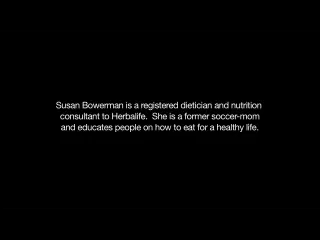 Susan Bowerman is a registered dietician and nutrition
consultant to Herbalife.  She is a former soccer-mom
and educates people on how to eat for a healthy life.